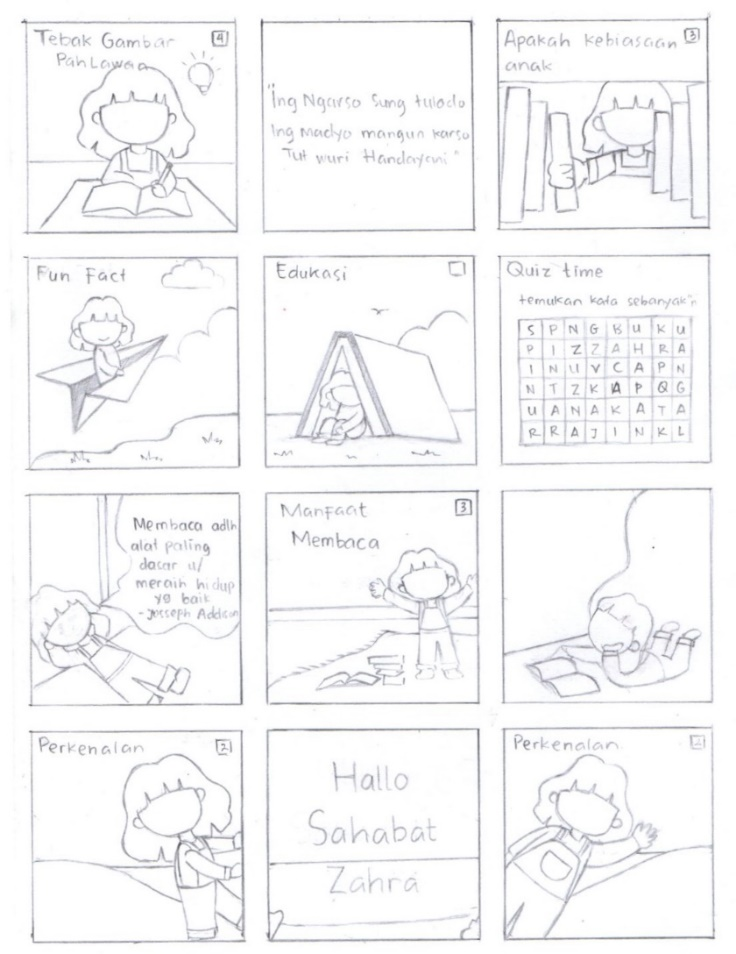 Tebak Gambar 4
Pahlawan
"Ing Ngarso Sung tulodo
Ing Madyo mangun karso
Tut wuri Handayani"
Apakah kebiasaan 3
anak
Fun Fact
Edukasi
Quiz time
temukan kata sebanyak"n
S P N G B U K U
P I Z Z A H R A
I N U V C A P N
N T Z K A P Q G
U A N A K A T A
R R A J I N K L
Membaca adlh
alat paling
dasar u/
meraih hidup
yg baik
-Josseph Addison
Manfaat 3
Membaca
Perkenalan 2
Hallo
Sahabat
Zahra
Perkenalan